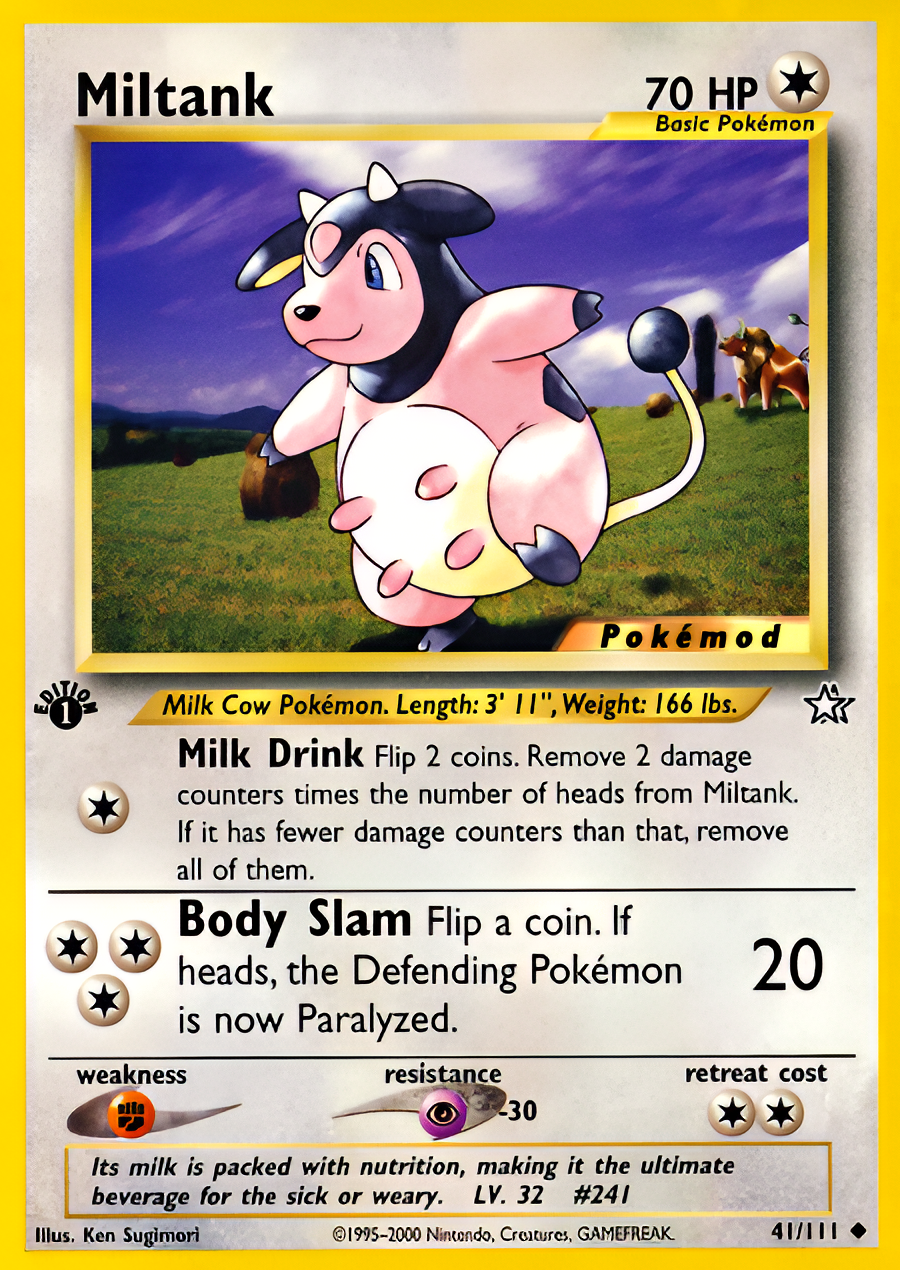 Miltank
70 HP
Basic Pokémon
Pokémod
EDITION
1
Milk Cow Pokémon. Length: 3' 11", Weight: 166 lbs.
Milk Drink Flip 2 coins. Remove 2 damage
counters times the number of heads from Miltank.
If it has fewer damage counters than that, remove
all of them.
Body Slam Flip a coin. If
heads, the Defending Pokémon
is now Paralyzed.
20
weakness
resistance
retreat cost
-30
Its milk is packed with nutrition, making it the ultimate
beverage for the sick or weary. LV. 32 #241
Illus. Ken Sugimori
©1995-2000 Nintendo, Creatures, GAMEFREAK.
41/111